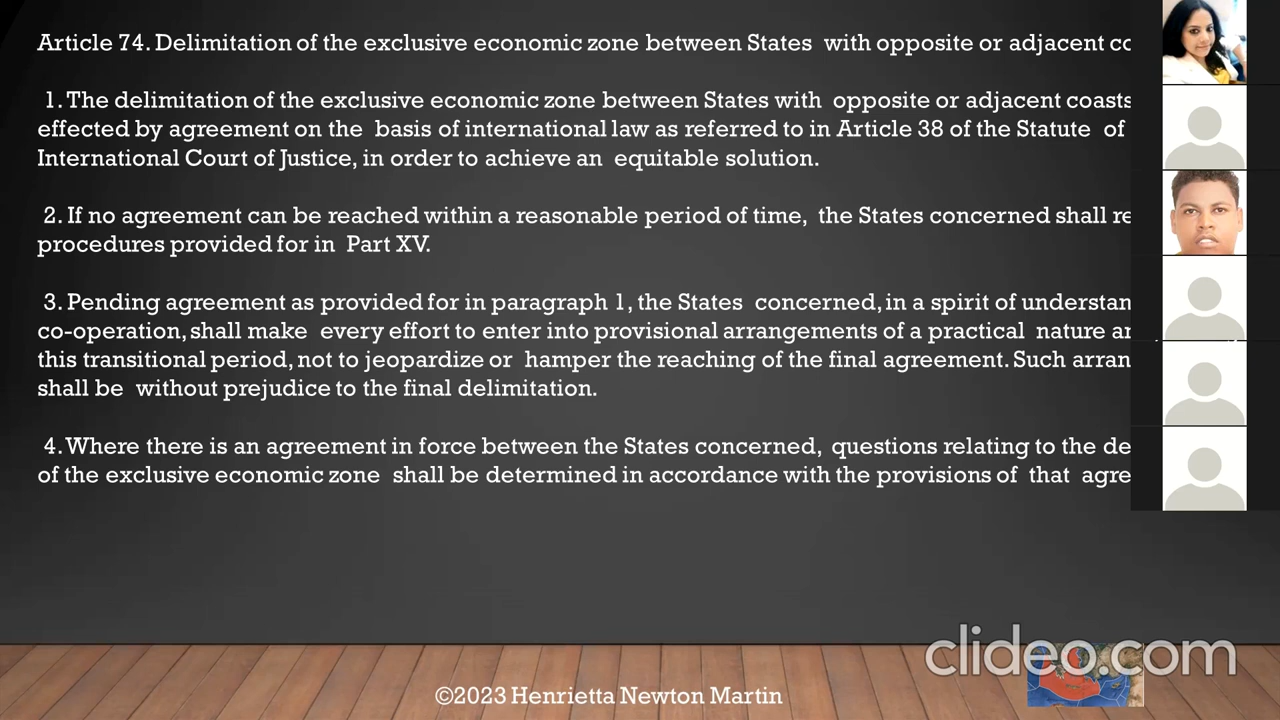 Article 74. Delimitation of the exclusive economic zone between States with opposite or adjacent
1. The delimitation of the exclusive economic zone between States with opposite or adjacent coasts
effected by agreement on the basis of international law as referred to in Article 38 of the Statute of
International Court of Justice, in order to achieve an equitable solution.
2. If no agreement can be reached within a reasonable period of time, the States concerned shall
procedures provided for in Part XV.
3. Pending agreement as provided for in paragraph 1, the States concerned, in a spirit of
co-operation, shall make every effort to enter into provisional arrangements of a practical nature
this transitional period, not to jeopardize or hamper the reaching of the final agreement. Such
shall be without prejudice to the final delimitation.
4. Where there is an agreement in force between the States concerned, questions relating to the
of the exclusive economic zone shall be determined in accordance with the provisions of that
clideo.com
©2023 Henrietta Newton Martin